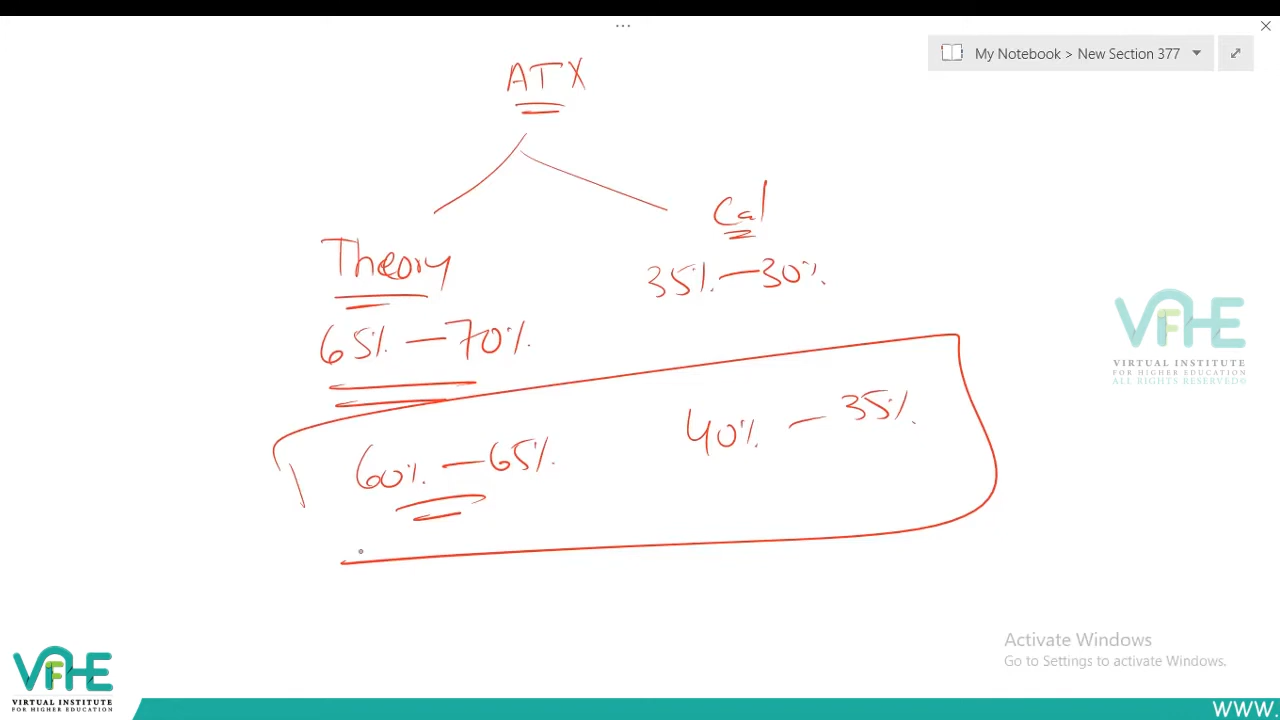 ...
My Notebook > New Section 377
ATX
Cal
Theory
35% — 30%
65% — 70%
VFHE
VIRTUAL INSTITUTE
FOR HIGHER EDUCATION
ALL RIGHTS RESERVED®
40% — 35%
60% — 65%
Activate Windows
Go to Settings to activate Windows.
VFHE
VIRTUAL INSTITUTE
FOR HIGHER EDUCATION
www.